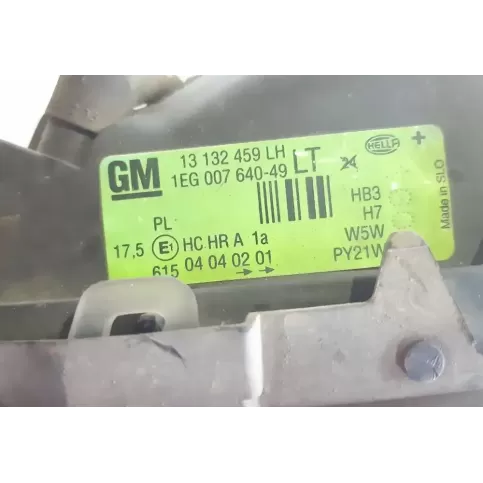 GM 13 132 459 LH LT 24 HELLA +
1EG 007 640-49
PL HB3
17,5 E1 HC HR A 1a H7
W5W
615 04 04 02 01 PY21W
Made in SLO